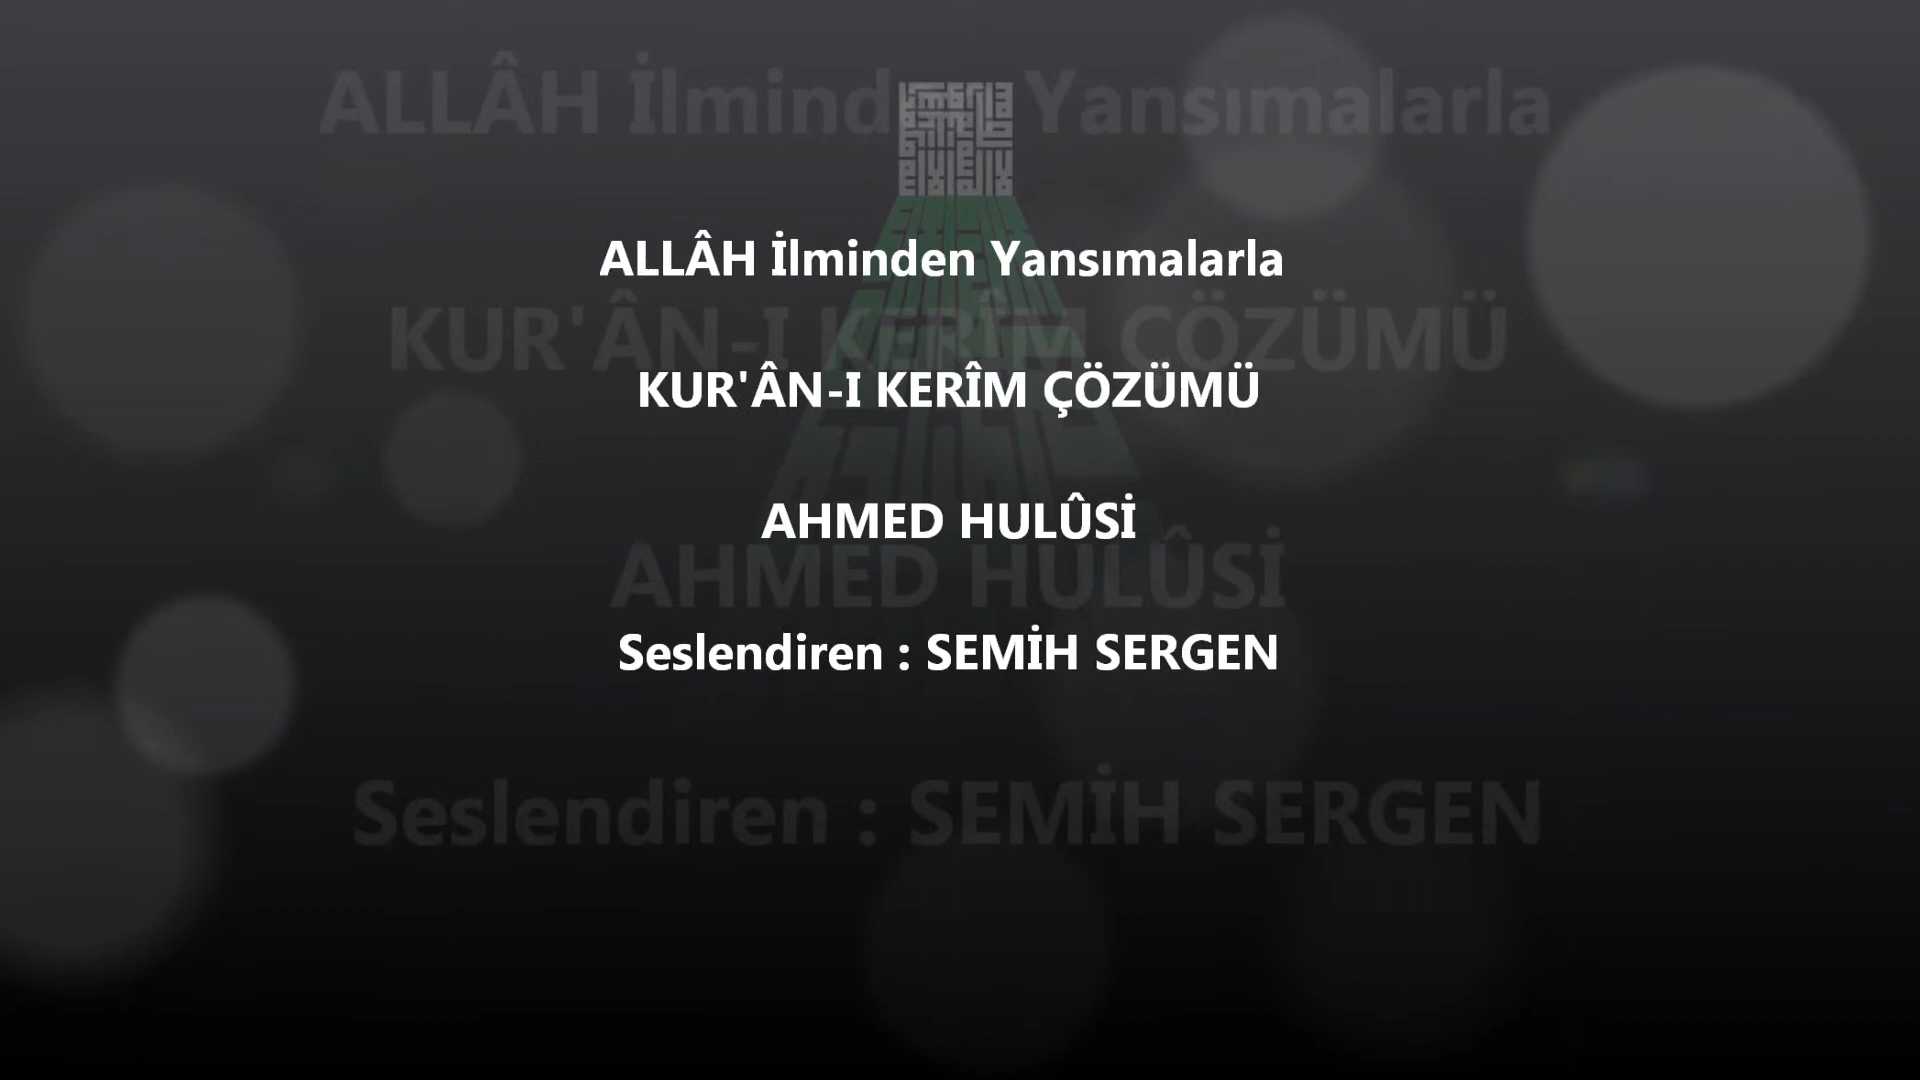 ALLÂH İlminden Yansımalarla
KUR'ÂN-I KERÎM ÇÖZÜMÜ
AHMED HULÛSİ
Seslendiren : SEMİH SERGEN